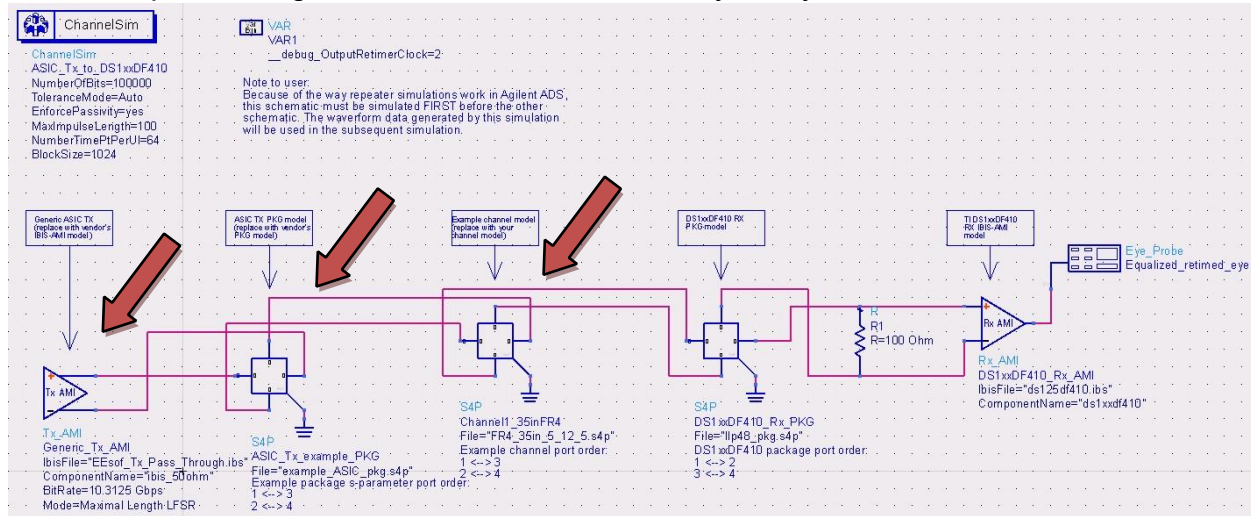 ChannelSim
ChannelSim
ASIC_Tx_to_DS1xxDF410
NumberOfBits=100000
ToleranceMode=Auto
EnforcePassivity=yes
MaxImpulseLength=100
NumberTimePtPerUI=64
BlockSize=1024
VAR
VAR1
__debug_OutputRetimerClock=2
Note to user:
Because of the way repeater simulations work in Agilent ADS,
this schematic must be simulated FIRST before the other
schematic. The waveform data generated by this simulation
will be used in the subsequent simulation.
Generic ASIC TX
(replace with vendor's
IBIS-AMI model)
ASIC TX PKG model
(replace with vendor's
PKG model)
Example channel model
(replace with your
channel model)
DS1xxDF410 RX
PKG model
TI DS1xxDF410
RX IBIS-AMI
model
Eye_Probe
Equalized_retimed_eye
Tx AMI
R
R1
R=100 Ohm
Rx AMI
Tx_AMI
Generic_Tx_AMI
IbisFile="EEsof_Tx_Pass_Through.ibs"
ComponentName="ibis_50ohm"
BitRate=10.3125 Gbps
Mode=Maximal Length LFSR
S4P
ASIC_Tx_example_PKG
File="example_ASIC_pkg.s4p"
Example package s-parameter port order:
1 <--> 3
2 <--> 4
S4P
Channel1_35inFR4
File="FR4_35in_5_12_5.s4p"
Example channel port order:
1 <--> 3
2 <--> 4
S4P
DS1xxDF410_Rx_PKG
File="llp48_pkg.s4p"
DS1xxDF410 package port order:
1 <--> 2
3 <--> 4
Rx_AMI
DS1xxDF410_Rx_AMI
IbisFile="ds125df410.ibs"
ComponentName="ds1xxdf410"